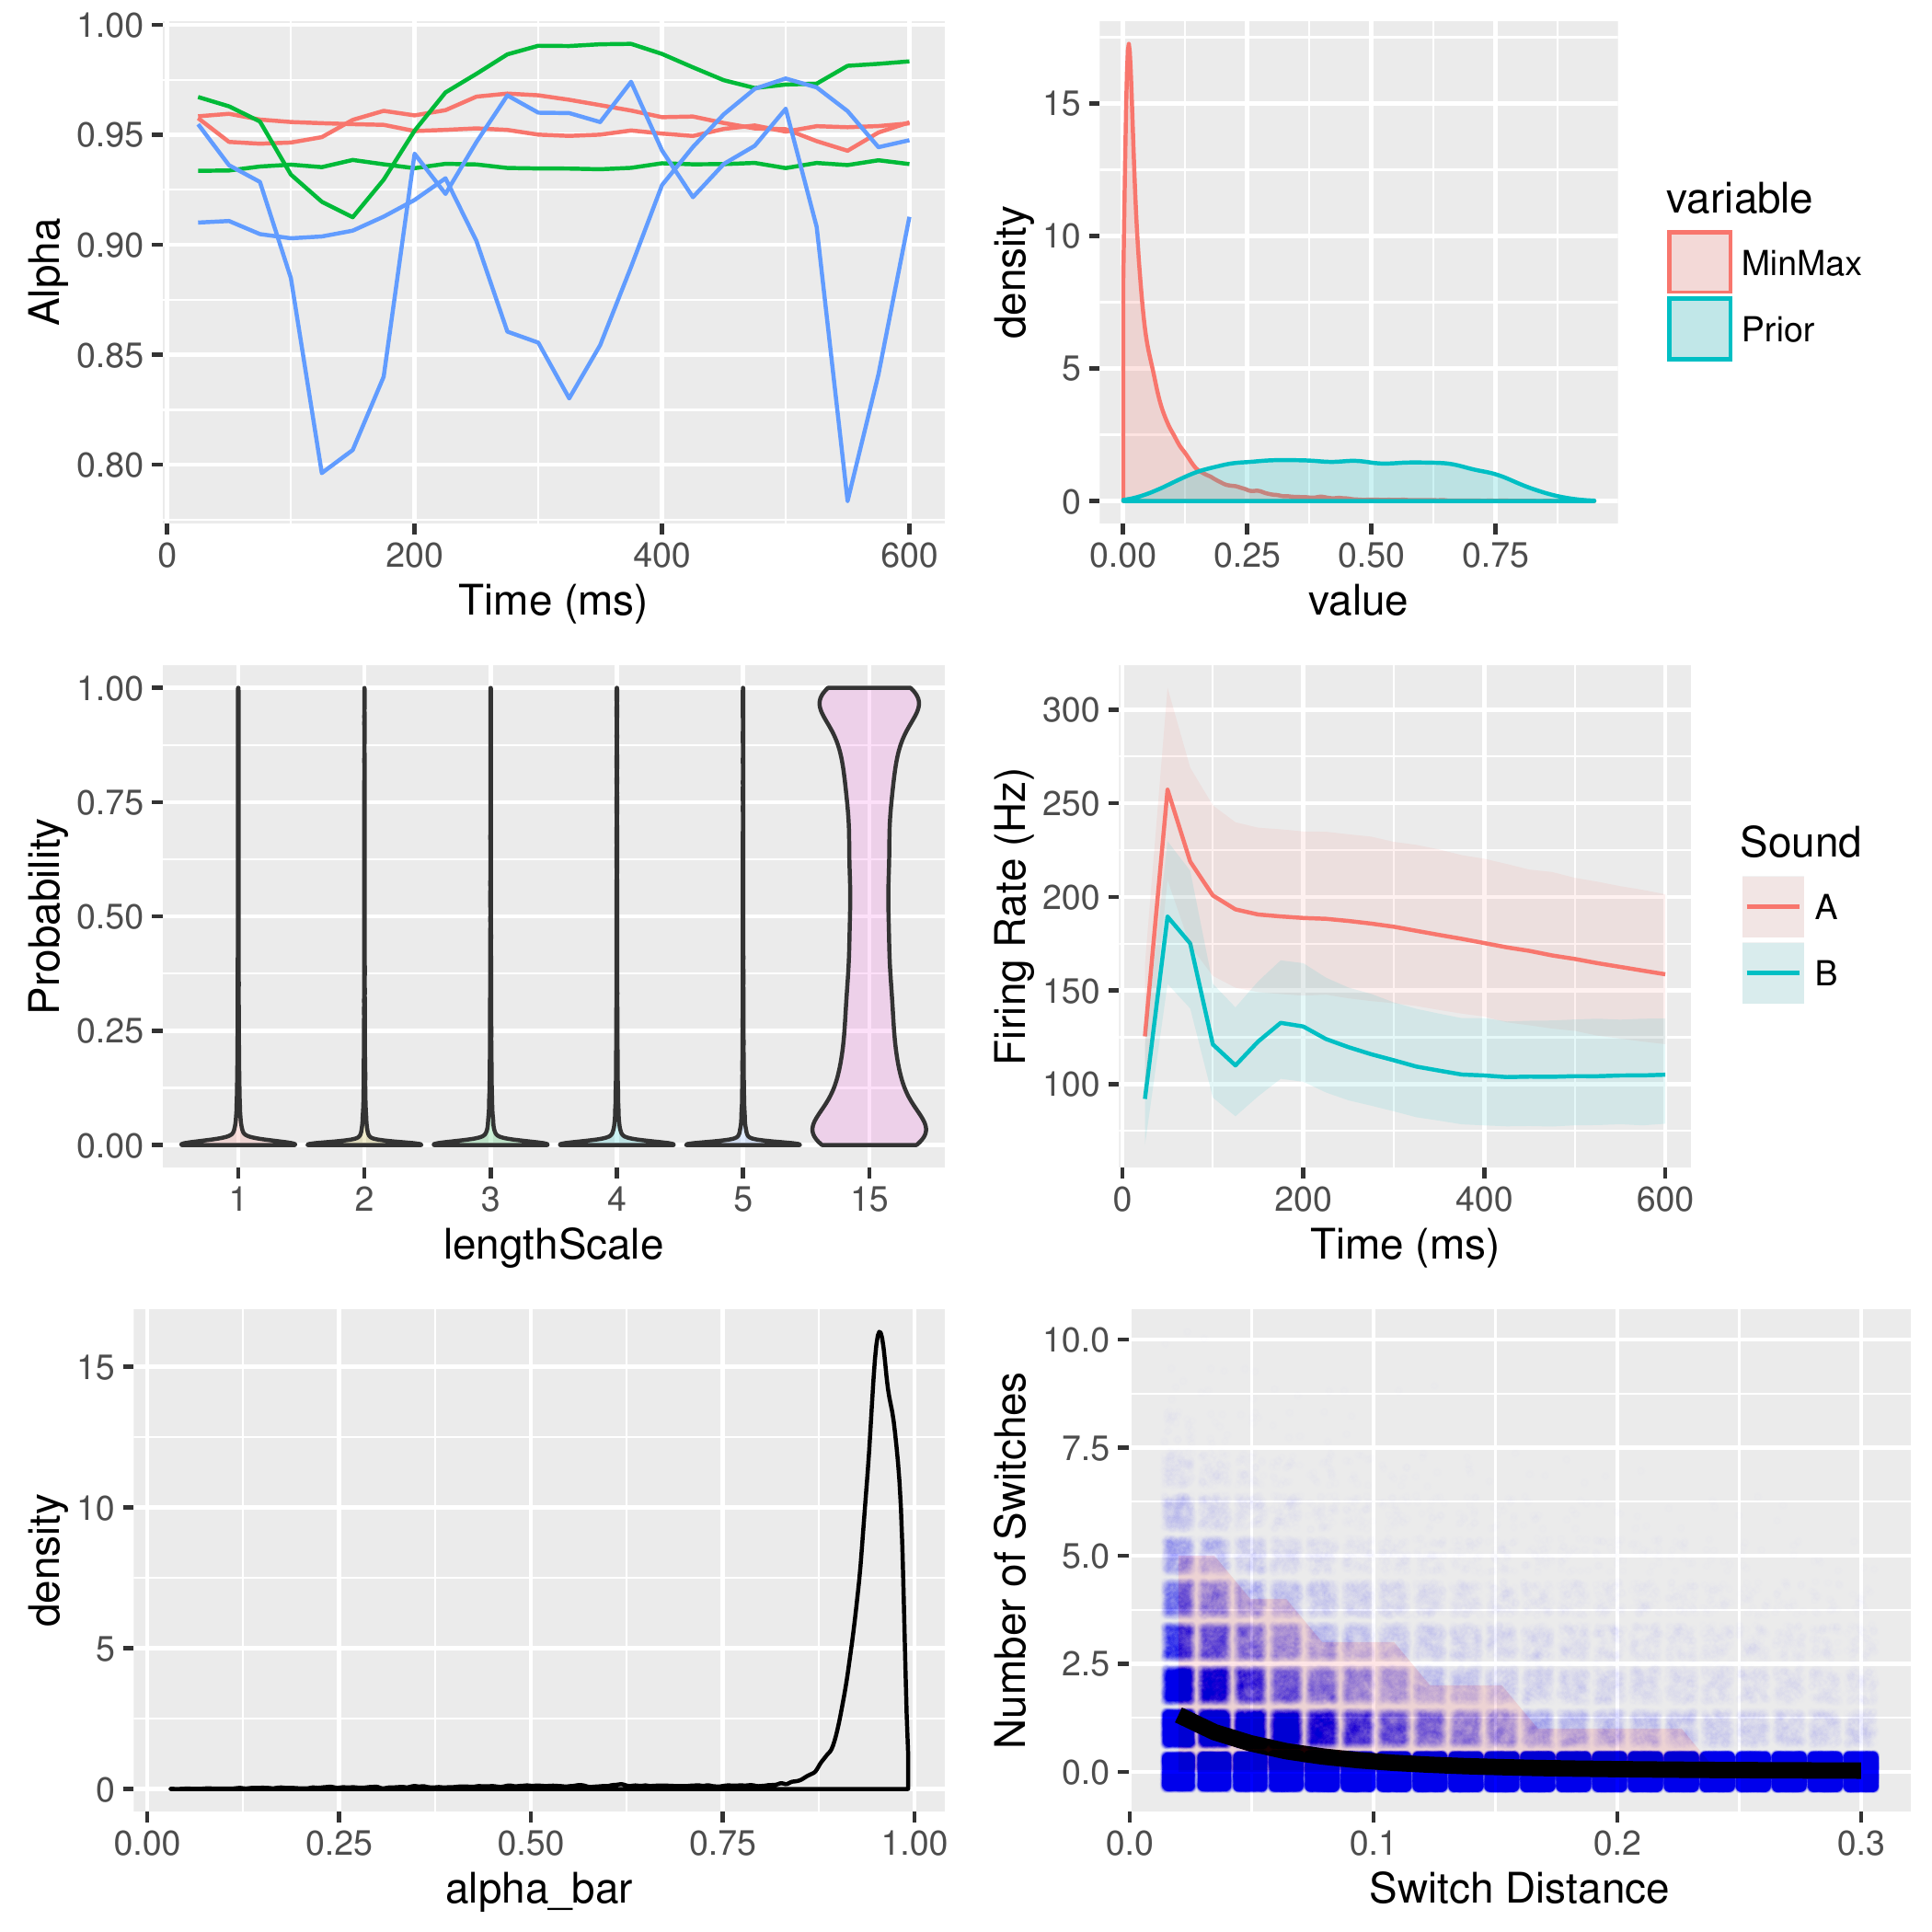 1.00
0.95
0.90
0.85
0.80
Alpha
0 200 400 600
Time (ms)
15
10
5
0
density
0.00 0.25 0.50 0.75
value
variable
MinMax
Prior
1.00
0.75
0.50
0.25
0.00
Probability
1 2 3 4 5 15
lengthScale
300
250
200
150
100
Firing Rate (Hz)
0 200 400 600
Time (ms)
Sound
A
B
15
10
5
0
density
0.00 0.25 0.50 0.75 1.00
alpha_bar
10.0
7.5
5.0
2.5
0.0
Number of Switches
0.0 0.1 0.2 0.3
Switch Distance